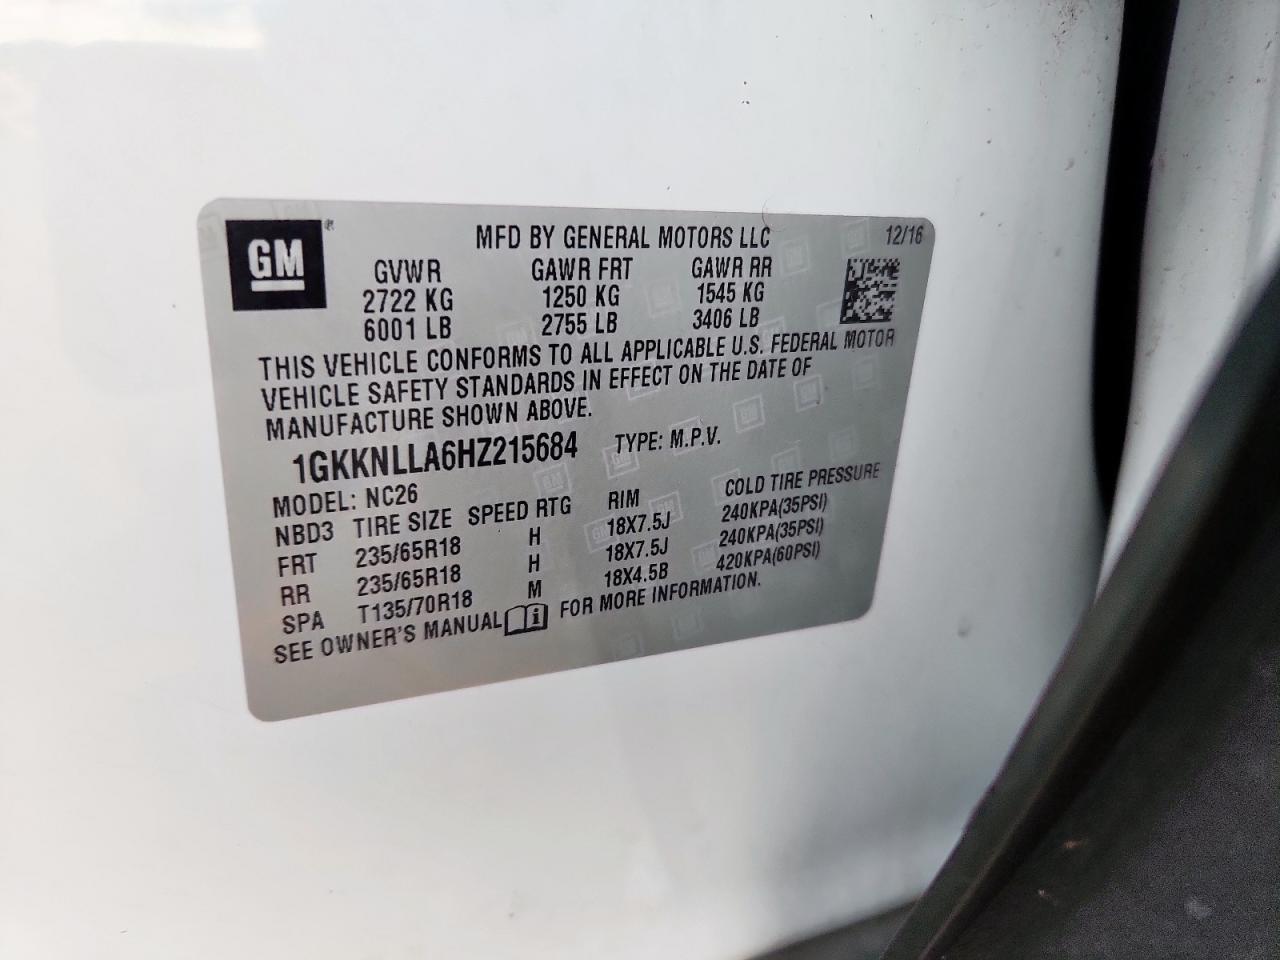 GM
MFD BY GENERAL MOTORS LLC 12/16
GVWR GAWR FRT GAWR RR
2722 KG 1250 KG 1545 KG
6001 LB 2755 LB 3406 LB
THIS VEHICLE CONFORMS TO ALL APPLICABLE U.S. FEDERAL MOTOR
VEHICLE SAFETY STANDARDS IN EFFECT ON THE DATE OF
MANUFACTURE SHOWN ABOVE.
1GKKNLLA6HZ215684 TYPE: M.P.V.
MODEL: NC26
NBD3 TIRE SIZE SPEED RTG RIM COLD TIRE PRESSURE
FRT 235/65R18 H 18X7.5J 240KPA(35PSI)
RR 235/65R18 H 18X7.5J 240KPA(35PSI)
SPA T135/70R18 M 18X4.5B 420KPA(60PSI)
SEE OWNER'S MANUAL i FOR MORE INFORMATION.